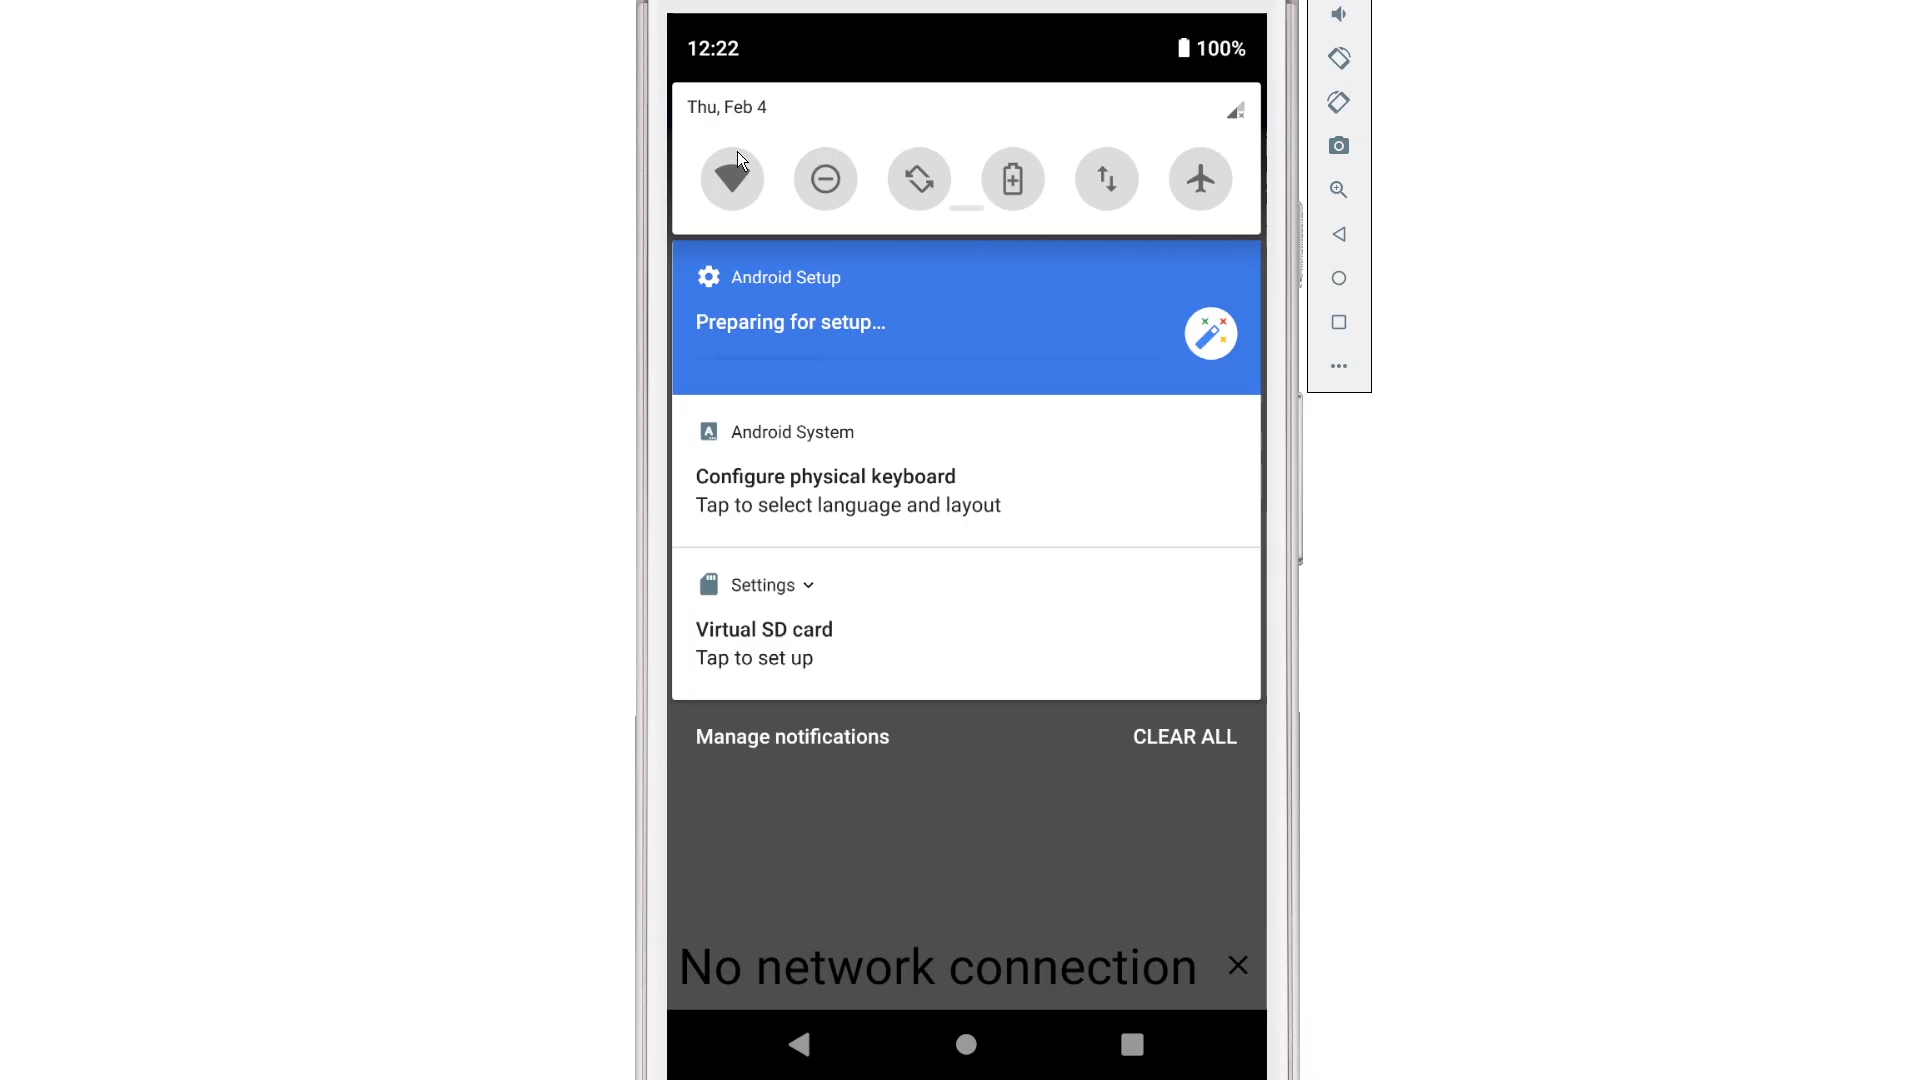 12:22
100%
Thu, Feb 4
Android Setup
Preparing for setup...
Android System
Configure physical keyboard
Tap to select language and layout
Settings
Virtual SD card
Tap to set up
Manage notifications
CLEAR ALL
No network connection